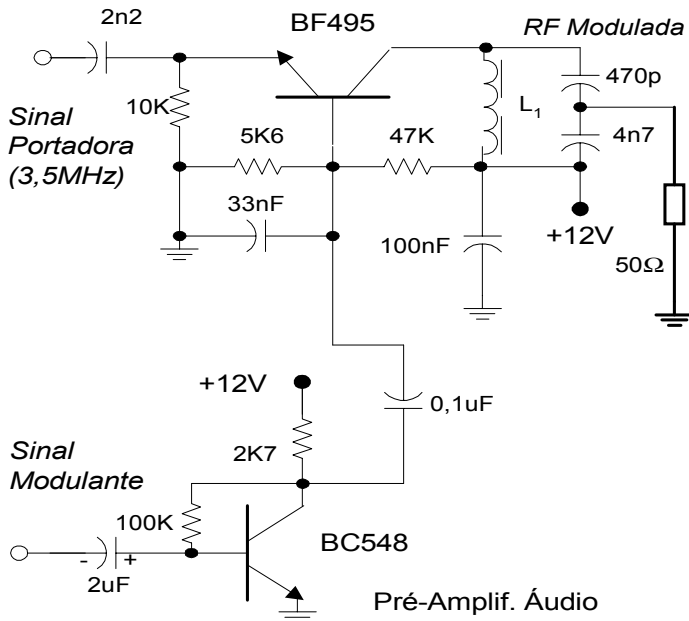 2n2
BF495
RF Modulada
10K
Sinal
Portadora
(3,5MHz)
5K6
47K
L1
470p
4n7
33nF
100nF
+12V
50Ω
+12V
0,1uF
2K7
Sinal
Modulante
100K
BC548
- +
2uF
Pré-Amplif. Áudio